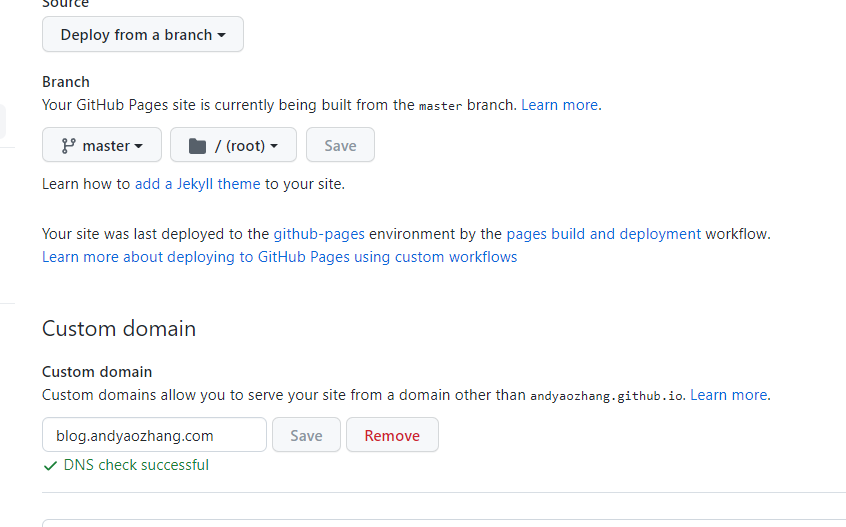 Source
Deploy from a branch
Branch
Your GitHub Pages site is currently being built from the master branch. Learn more.
master / (root) Save
Learn how to add a Jekyll theme to your site.
Your site was last deployed to the github-pages environment by the pages build and deployment workflow.
Learn more about deploying to GitHub Pages using custom workflows
Custom domain
Custom domain
Custom domains allow you to serve your site from a domain other than andyaozhang.github.io. Learn more.
blog.andyaozhang.com Save Remove
DNS check successful